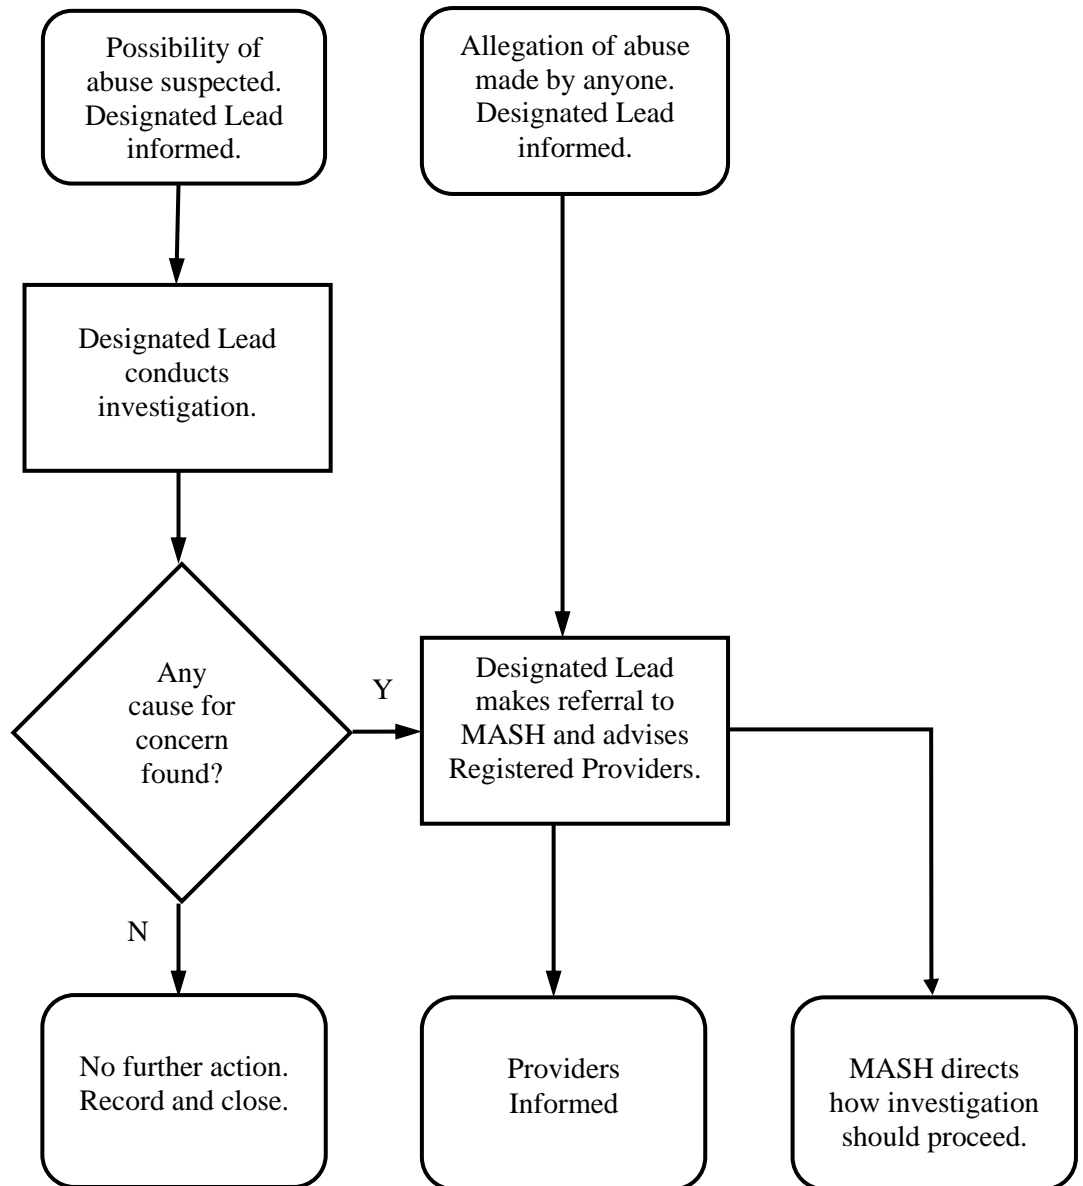 Possibility of
abuse suspected.
Designated Lead
informed.
Allegation of abuse
made by anyone.
Designated Lead
informed.
Designated Lead
conducts
investigation.
Any
cause for
concern
found?
Y
Designated Lead
makes referral to
MASH and advises
Registered Providers.
N
No further action.
Record and close.
Providers
Informed
MASH directs
how investigation
should proceed.